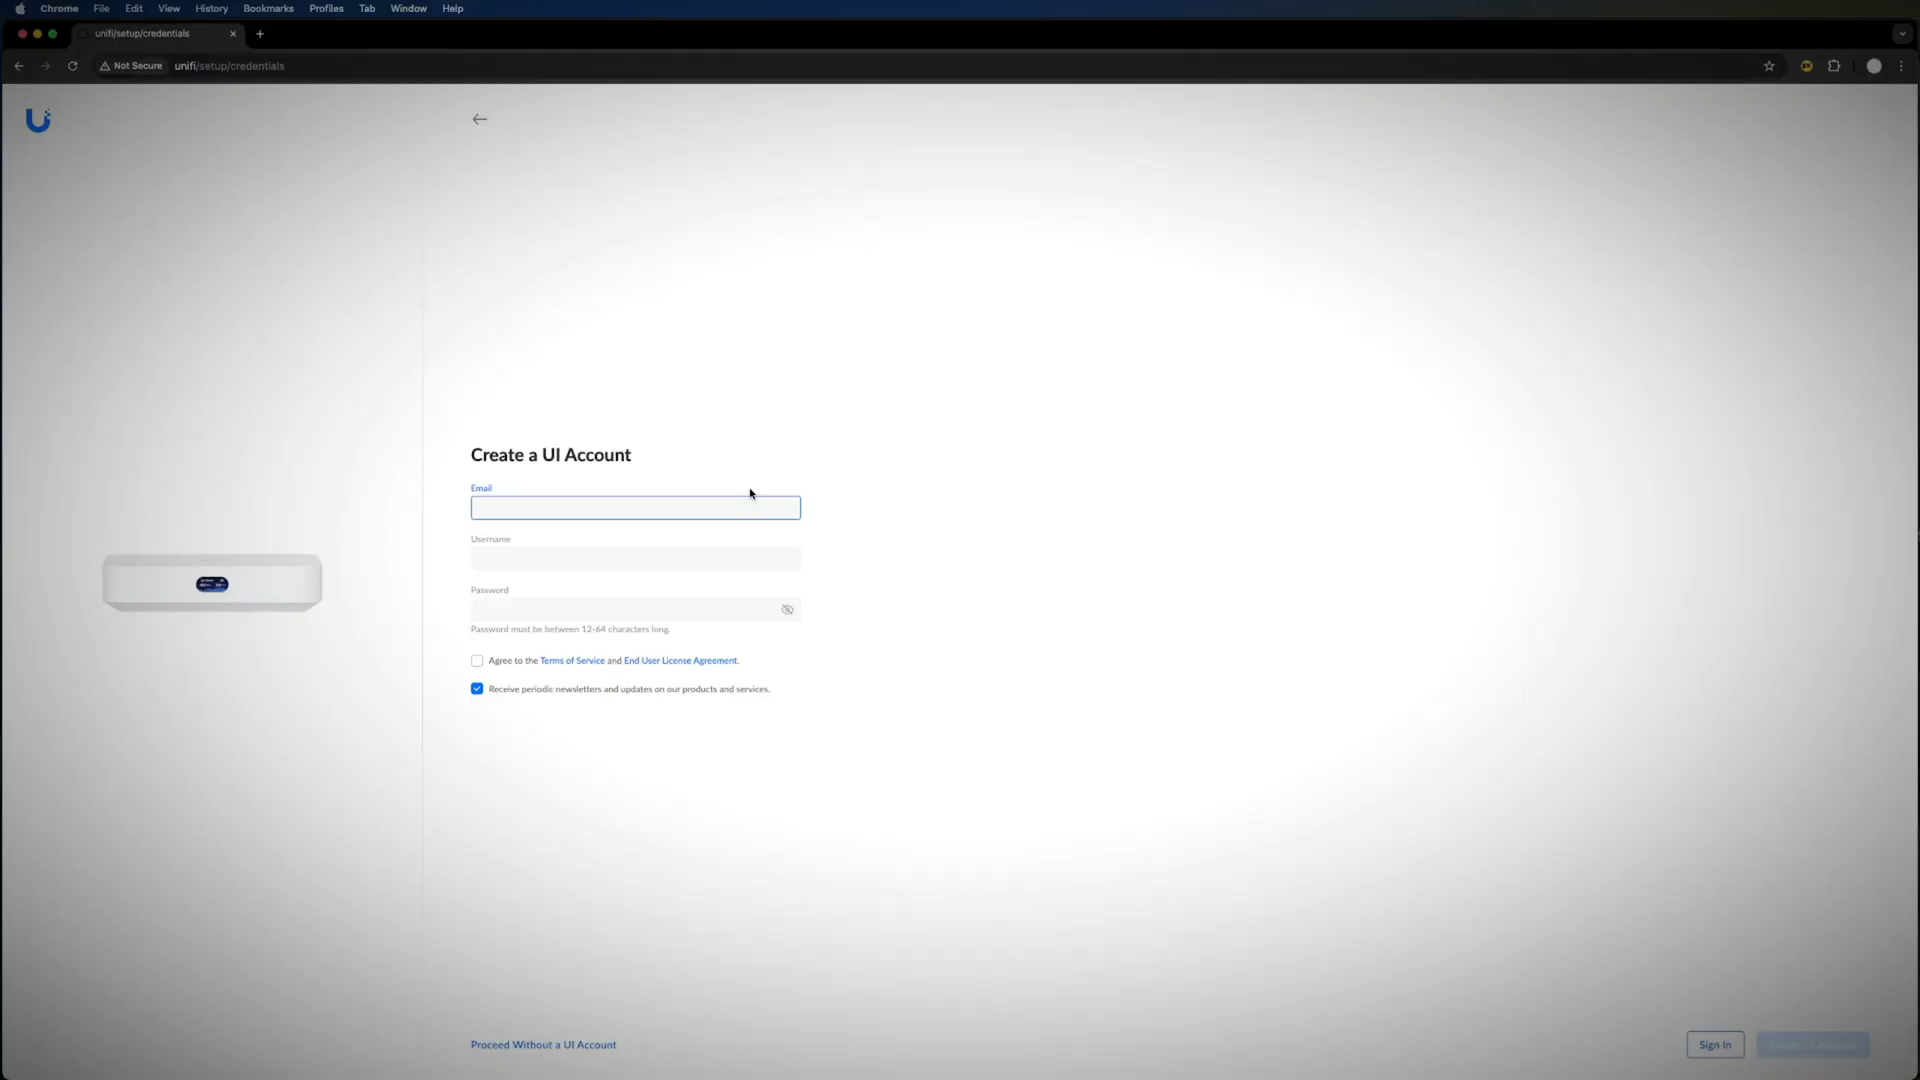 Chrome File Edit View History Bookmarks Profiles Tab Window Help
unifi/setup/credentials
Not Secure unifi/setup/credentials
Create a UI Account
Email
Username
Password
Password must be between 12-64 characters long.
Agree to the Terms of Service and End User License Agreement.
Receive periodic newsletters and updates on our products and services.
Proceed Without a UI Account
Sign In
Create UI Account